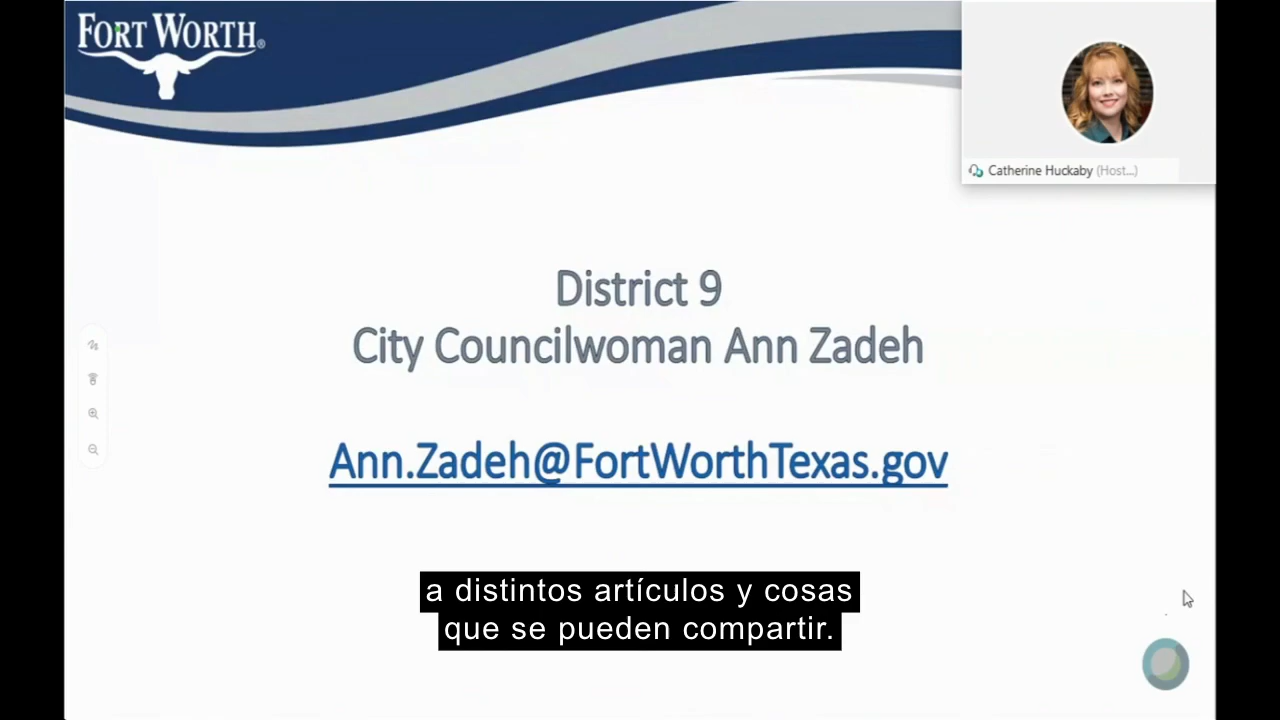 FORT WORTH®
Catherine Huckaby (Host...)
District 9
City Councilwoman Ann Zadeh
Ann.Zadeh@FortWorthTexas.gov
a distintos artículos y cosas
que se pueden compartir.